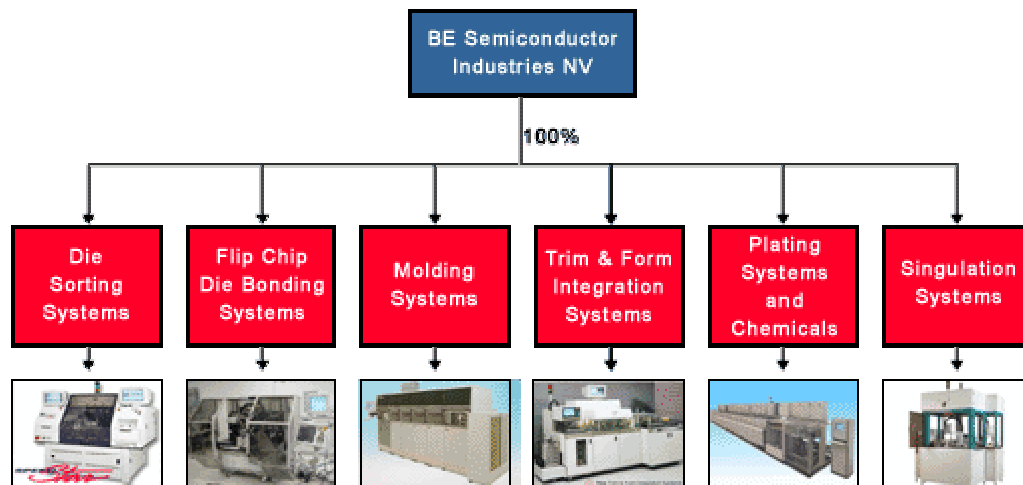 BE Semiconductor
Industries NV
100%
Die
Sorting
Systems
Flip Chip
Die Bonding
Systems
Molding
Systems
Trim & Form
Integration
Systems
Plating
Systems
and
Chemicals
Singulation
Systems